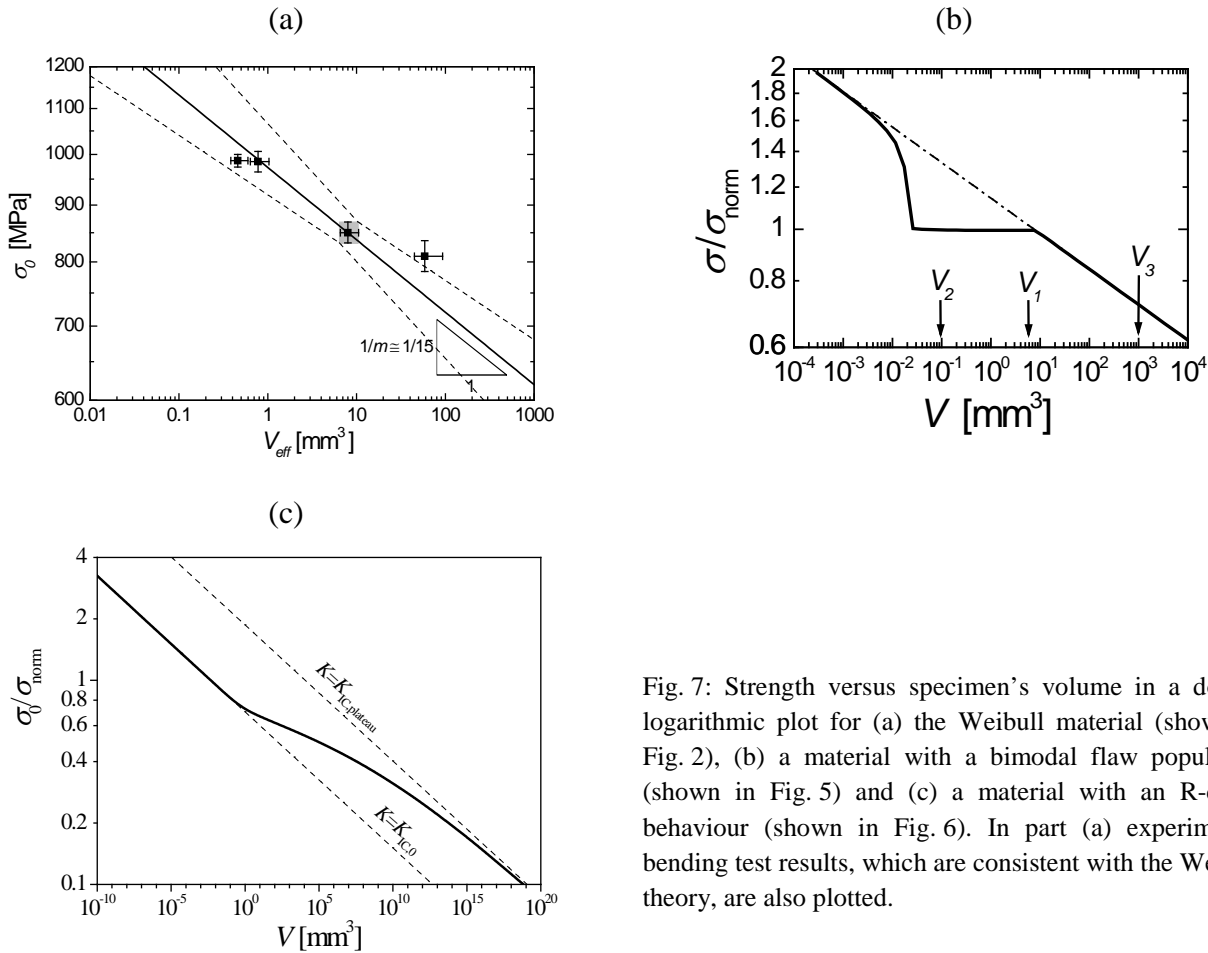 (a)
1200
1100
1000
900
800
700
600
σ0 [MPa]
1/m≅1/15
1
0.01 0.1 1 10 100 1000
Veff [mm³]
(b)
2
1.8
1.6
1.4
1.2
1
0.8
0.6
σ/σnorm
V2 V1 V3
10⁻⁴ 10⁻³ 10⁻² 10⁻¹ 10⁰ 10¹ 10² 10³ 10⁴
V [mm³]
(c)
4
2
1
0.8
0.6
0.4
0.2
0.1
σ0/σnorm
K=KIC,plateau
K=KIC,0
10⁻¹⁰ 10⁻⁵ 10⁰ 10⁵ 10¹⁰ 10¹⁵ 10²⁰
V [mm³]
Fig. 7: Strength versus specimen's volume in a do
logarithmic plot for (a) the Weibull material (show
Fig. 2), (b) a material with a bimodal flaw popul
(shown in Fig. 5) and (c) a material with an R-c
behaviour (shown in Fig. 6). In part (a) experim
bending test results, which are consistent with the We
theory, are also plotted.